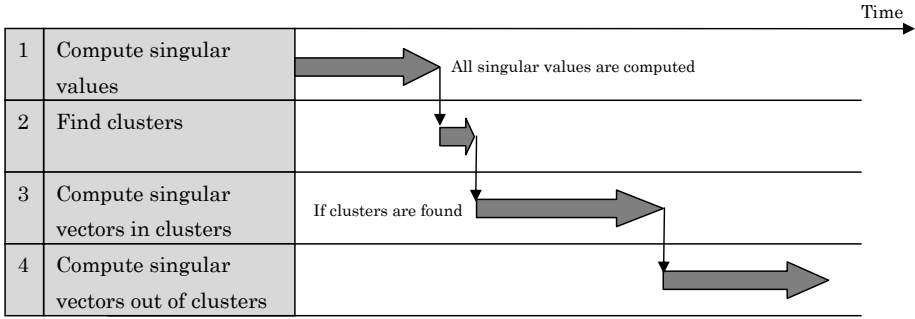 Time
1 Compute singular
values
All singular values are computed
2 Find clusters
3 Compute singular
vectors in clusters
If clusters are found
4 Compute singular
vectors out of clusters